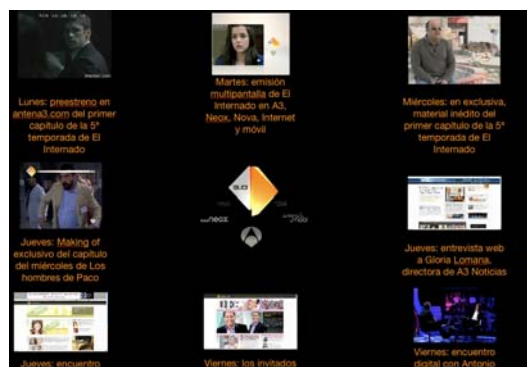 Lunes: preestreno en
antena3.com del primer
capítulo de la 5ª
temporada de El
Internado
Martes: emisión
multipantalla de El
Internado en A3,
Neox, Nova, Internet
y móvil
Miércoles: en exclusiva,
material inédito del
primer capítulo de la 5ª
temporada de El
Internado
Jueves: Making of
exclusivo del capítulo
del miércoles de Los
hombres de Paco
neox
Jueves: entrevista web
a Gloria Lomana,
directora de A3 Noticias
Jueves: encuentro
Viernes: los invitados
Viernes: encuentro
digital con Antonio